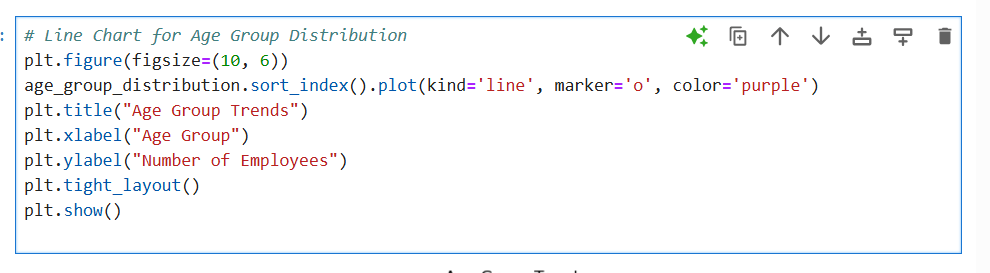 :
# Line Chart for Age Group Distribution
plt.figure(figsize=(10, 6))
age_group_distribution.sort_index().plot(kind='line', marker='o', color='purple')
plt.title("Age Group Trends")
plt.xlabel("Age Group")
plt.ylabel("Number of Employees")
plt.tight_layout()
plt.show()